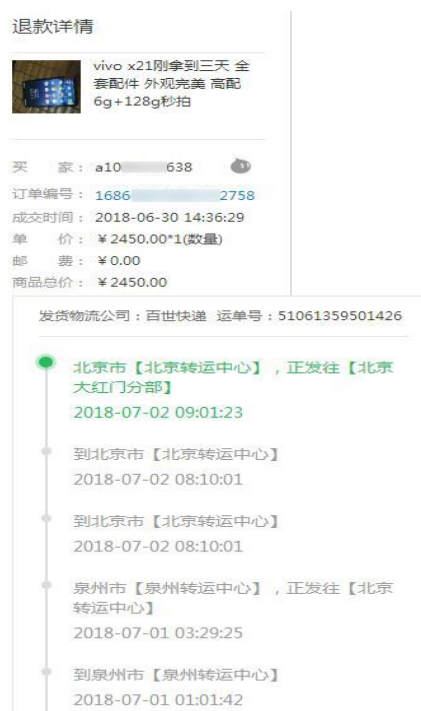 退款详情
vivo x21刚拿到三天 全
套配件 外观完美 高配
6g+128g秒拍
买 家： a10 638
订单编号： 1686 2758
成交时间： 2018-06-30 14:36:29
单 价： ￥2450.00*1(数量)
邮 费： ￥0.00
商品总价： ￥2450.00
发货物流公司：百世快递 运单号：51061359501426
北京市【北京转运中心】，正发往【北京
大红门分部】
2018-07-02 09:01:23
到北京市【北京转运中心】
2018-07-02 08:10:01
到北京市【北京转运中心】
2018-07-02 08:10:01
泉州市【泉州转运中心】，正发往【北京
转运中心】
2018-07-01 03:29:25
到泉州市【泉州转运中心】
2018-07-01 01:01:42